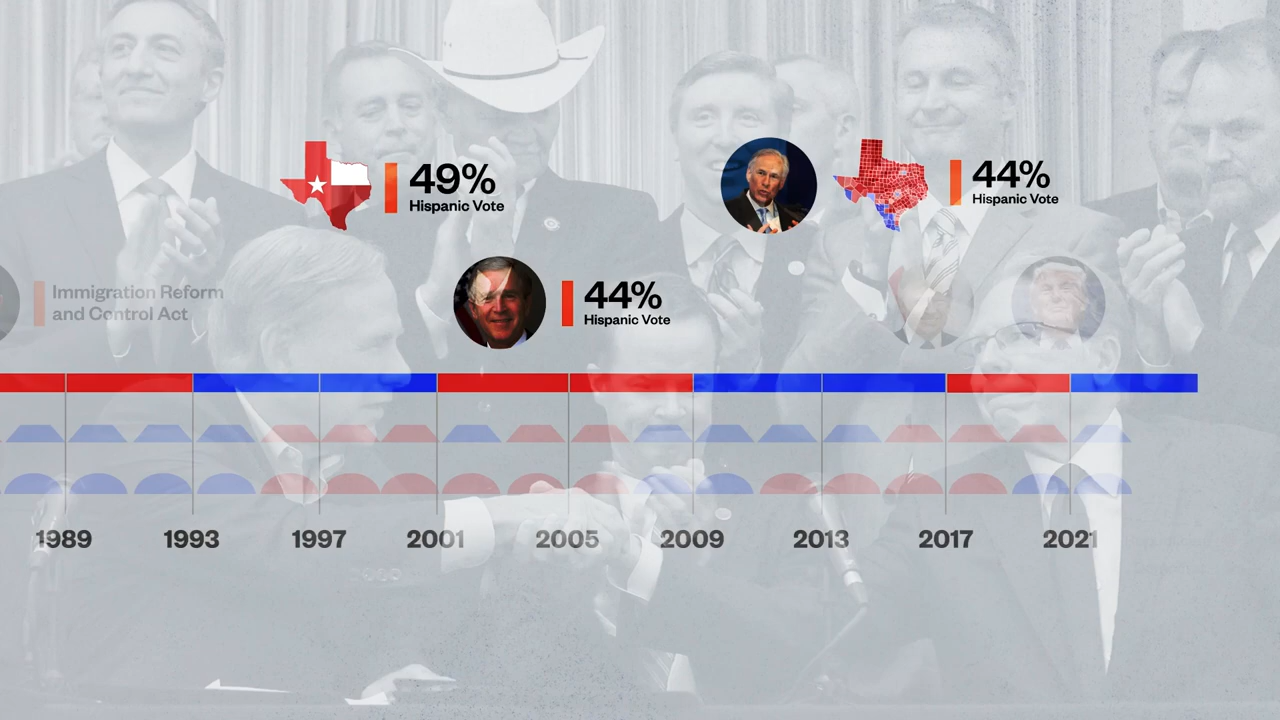 49%
Hispanic Vote
44%
Hispanic Vote
Immigration Reform
and Control Act
44%
Hispanic Vote
1989
1993
1997
2001
2005
2009
2013
2017
2021